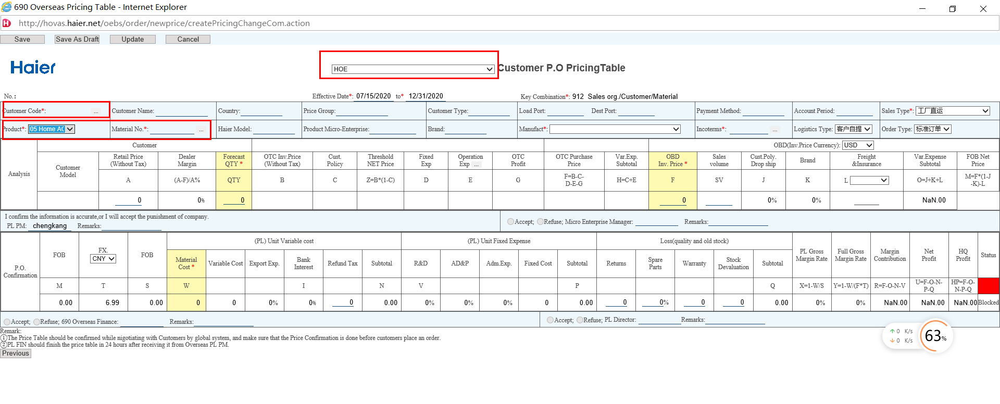 690 Overseas Pricing Table - Internet Explorer
http://hovas.haier.net/oebs/order/newprice/createPricingChangeCom.action
Save Save As Draft Update Cancel
Haier HOE Customer P.O PricingTable
No.: Effective Date*: 07/15/2020 to* 12/31/2020 Key Combination*: 912 Sales org./Customer/Material
Customer Code*: ... Customer Name: Country: Price Group: Customer Type: Load Port: Dest Port: Payment Method: Account Period: Sales Type*: 工厂直运
Product*: 05 Home AC Material No.*: ... Haier Model: Product Micro-Enterprise: Brand: Manufact*: Incoterms*: ... Logistics Type: 客户自提 Order Type: 标准订单
Analysis Customer OBD(Inv.Price Currency): USD
Customer Model Retail Price (Without Tax) Dealer Margin Forecast QTY * OTC Inv.Price (Without Tax) Cust. Policy Threshold NET Price Fixed Exp Operation Exp ... OTC Profit OTC Purchase Price Var.Exp. Subtotal OBD Inv. Price * Sales volume Cust.Poly. Drop ship Brand Freight &Insurance Var.Expense Subtotal FOB Net Price
A (A-F)/A% QTY B C Z=B*(1-C) D E G F=B-C-D-E-G H=C+E F SV J K L O=J+K+L M=F*(1-J-K)-L
0 0% 0 0 0% 0% NaN.00
I confirm the information is accurate,or I will accept the punishment of company.
PL PM: chengkang Remarks: Accept; Refuse; Micro Enterprise Manager: Remarks:
P.O. Confirmation FOB FX. CNY FOB (PL) Unit Variable cost (PL) Unit Fixed Expense Loss(quality and old stock) PL Gross Margin Rate Full Gross Margin Rate Margin Contribution Net Profit HQ Profit Status
Material Cost * Variable Cost Export Exp. Bank Interest Refund Tax Subtotal R&D AD&P Adm.Exp. Fixed Cost Subtotal Returns Spare Parts Warranty Stock Devaluation Subtotal
M T S W I N V P Q X=1-W/S Y=1-W/(F*T) R=F-O-N-V U=F-O-N-P-Q HP=F-O-N-P-Q
0.00 6.99 0.00 0 0 0% 0% 0 0.00 0% 0% 0% 0 0.00 0 0% 0 0 0.00 0% 0% NaN.00 NaN.00 NaN.00 Blocked
Accept; Refuse; 690 Overseas Finance: Remarks: Accept; Refuse; PL Director: Remarks:
Remark:
①The Price Table should be confirmed while nigotiating with Customers by global system, and make sure that the Price Confirmation is done before customers place an order.
②PL FIN should finish the price table in 24 hours after receiving it from Overseas PL PM.
Previous
↑ 0 K/s
↓ 0 K/s
63%